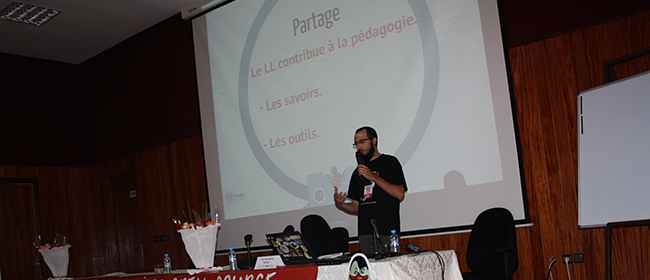 Partage
Le LL contribue à la pédagogie.
- Les savoirs.
- Les outils.